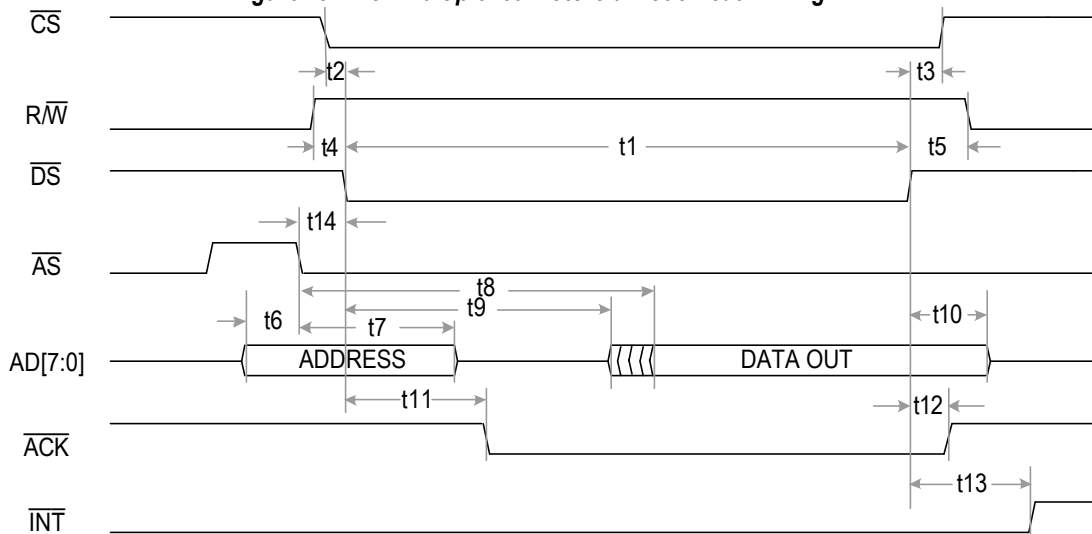 CS
t2
t3
R/W
t4
t1
t5
DS
t14
AS
t8
t9
t6
t7
t10
AD[7:0]
ADDRESS
DATA OUT
t11
t12
ACK
t13
INT